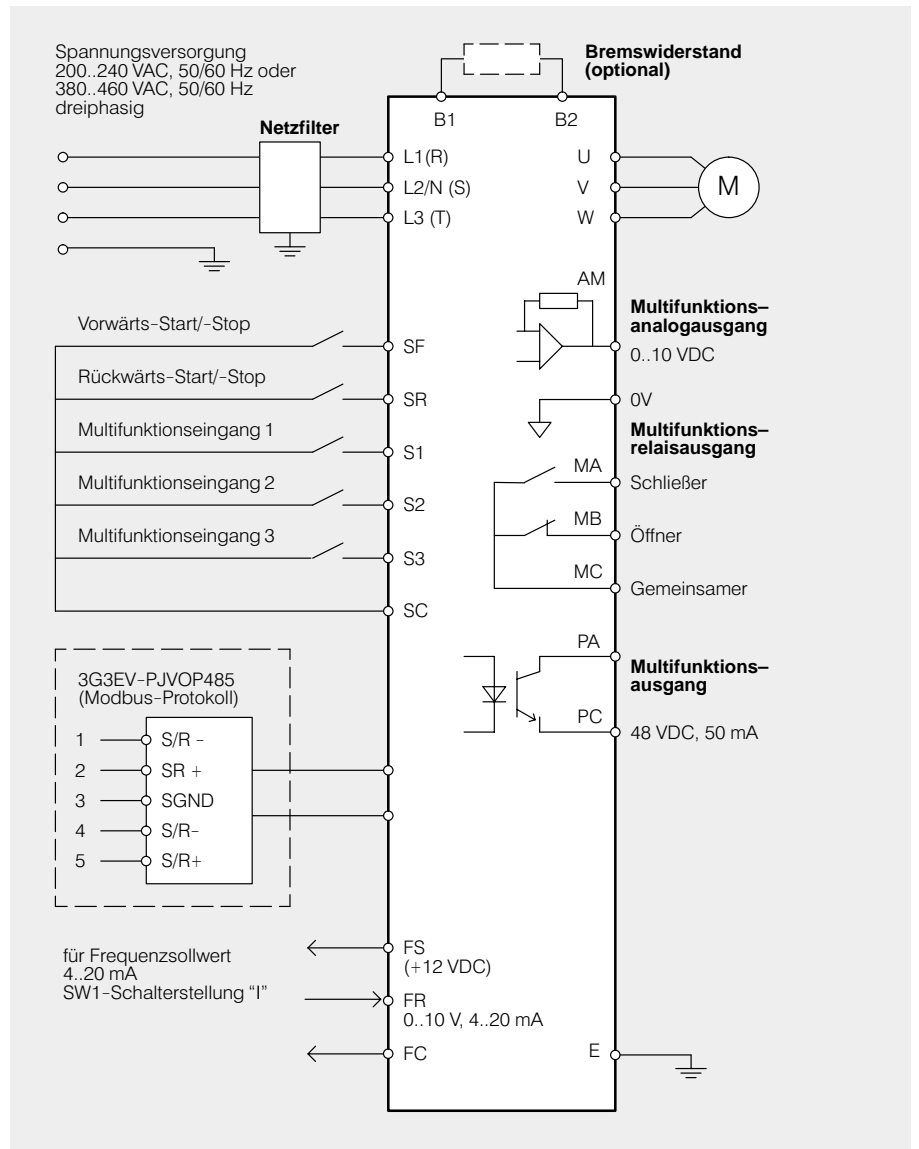 Spannungsversorgung
200..240 VAC, 50/60 Hz oder
380..460 VAC, 50/60 Hz
dreiphasig
Netzfilter
Bremswiderstand
(optional)
B1
B2
L1(R)
L2/N (S)
L3 (T)
U
V
W
M
AM
Multifunktions–
analogausgang
0..10 VDC
0V
Vorwärts-Start/-Stop
SF
Rückwärts-Start/-Stop
SR
Multifunktionseingang 1
S1
Multifunktionseingang 2
S2
Multifunktionseingang 3
S3
SC
Multifunktions–
relaisausgang
MA
Schließer
MB
Öffner
MC
Gemeinsamer
PA
Multifunktions–
ausgang
PC
48 VDC, 50 mA
3G3EV-PJVOP485
(Modbus-Protokoll)
1 S/R -
2 SR +
3 SGND
4 S/R-
5 S/R+
für Frequenzsollwert
4..20 mA
SW1-Schalterstellung “I”
FS
(+12 VDC)
FR
0..10 V, 4..20 mA
FC
E